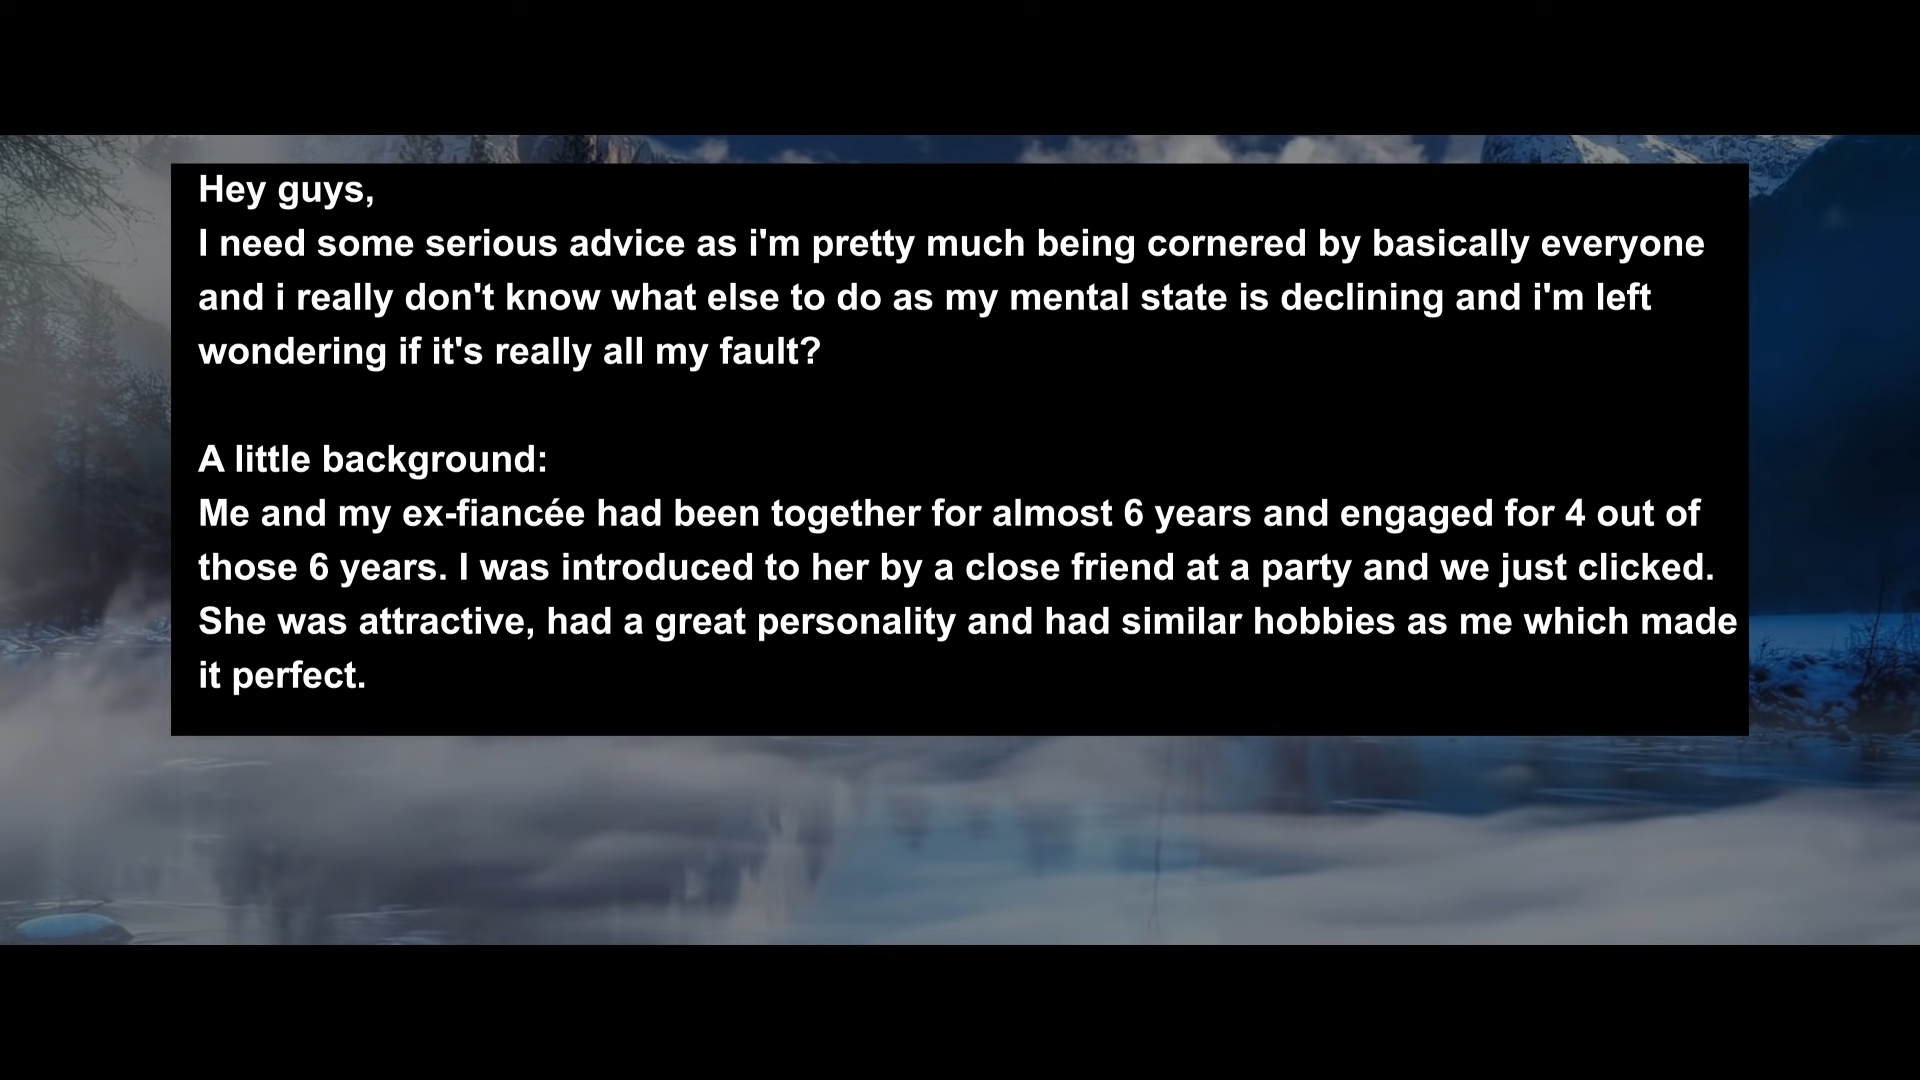 Hey guys,
I need some serious advice as i'm pretty much being cornered by basically everyone
and i really don't know what else to do as my mental state is declining and i'm left
wondering if it's really all my fault?
A little background:
Me and my ex-fiancée had been together for almost 6 years and engaged for 4 out of
those 6 years. I was introduced to her by a close friend at a party and we just clicked.
She was attractive, had a great personality and had similar hobbies as me which made
it perfect.